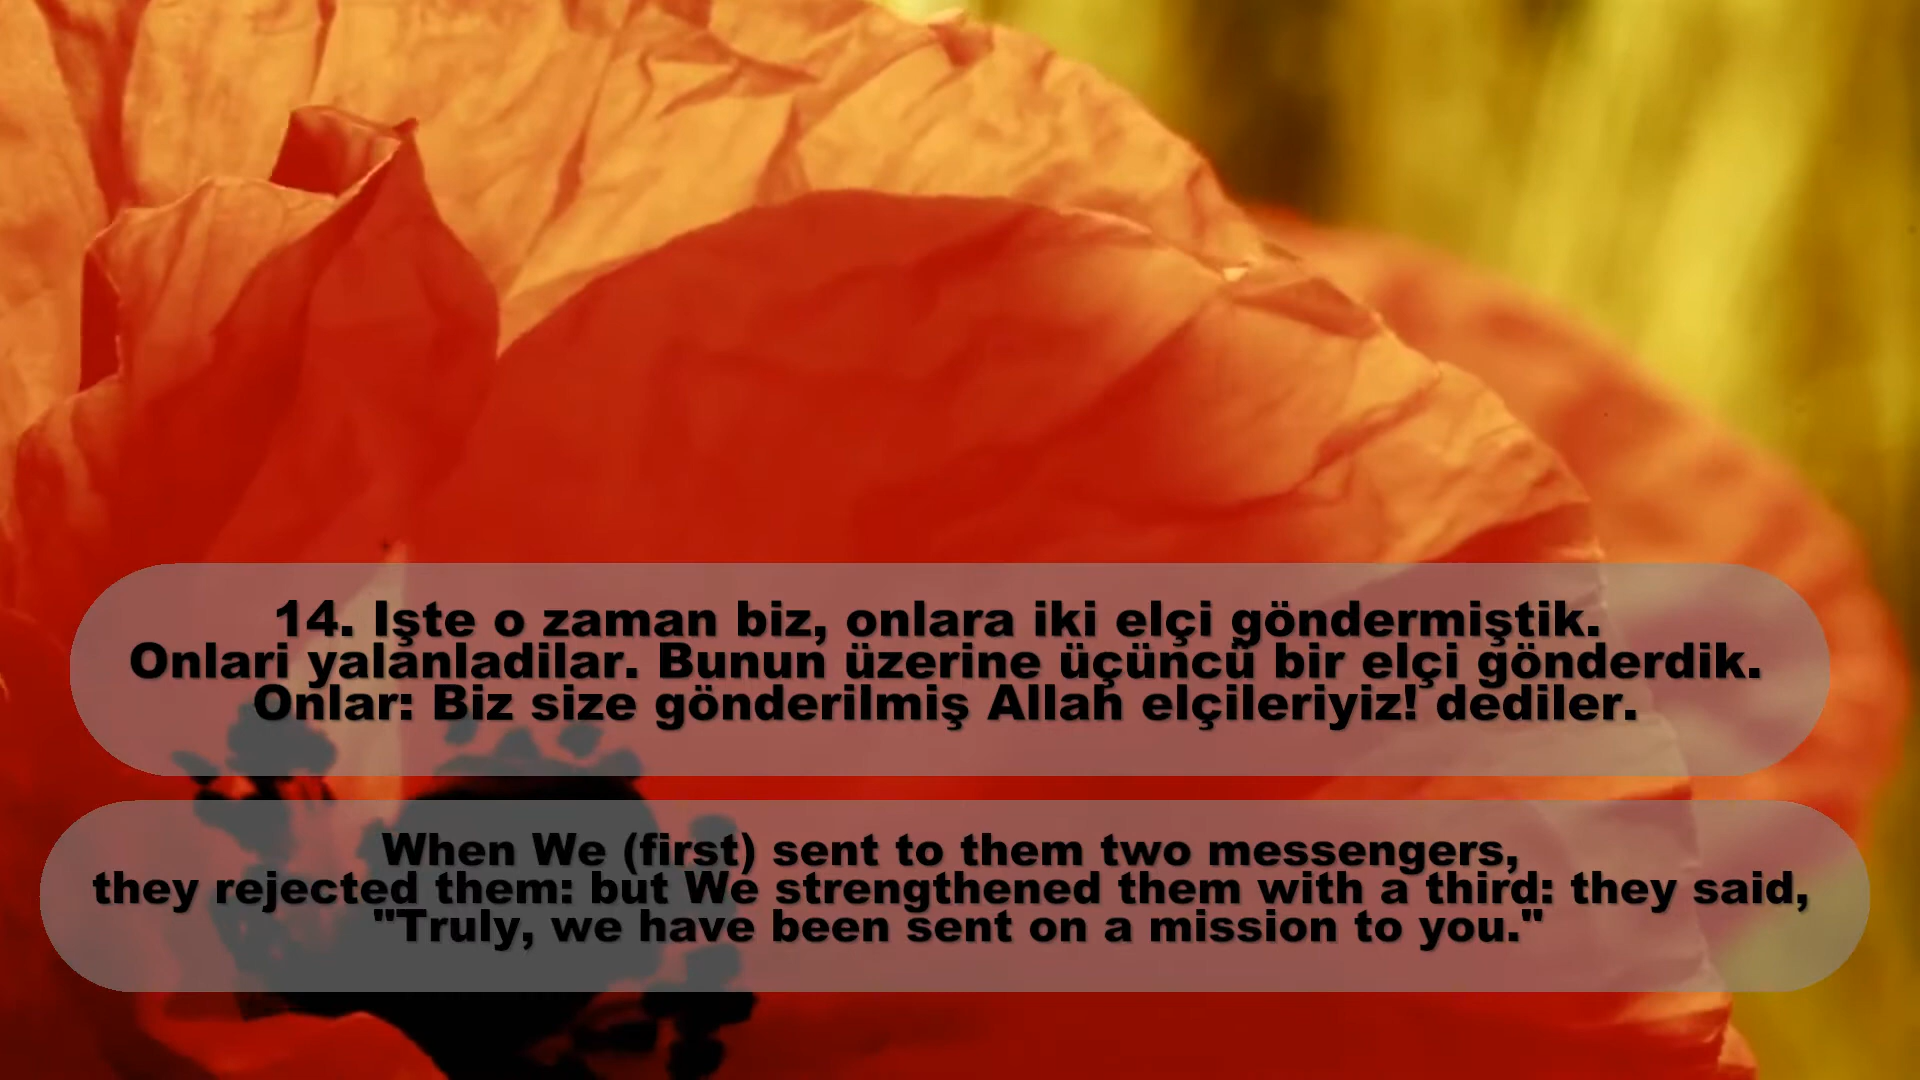 14. Işte o zaman biz, onlara iki elçi göndermiştik.
Onlari yalanladilar. Bunun üzerine üçüncü bir elçi gönderdik.
Onlar: Biz size gönderilmiş Allah elçileriyiz! dediler.
When We (first) sent to them two messengers,
they rejected them: but We strengthened them with a third: they said,
"Truly, we have been sent on a mission to you."